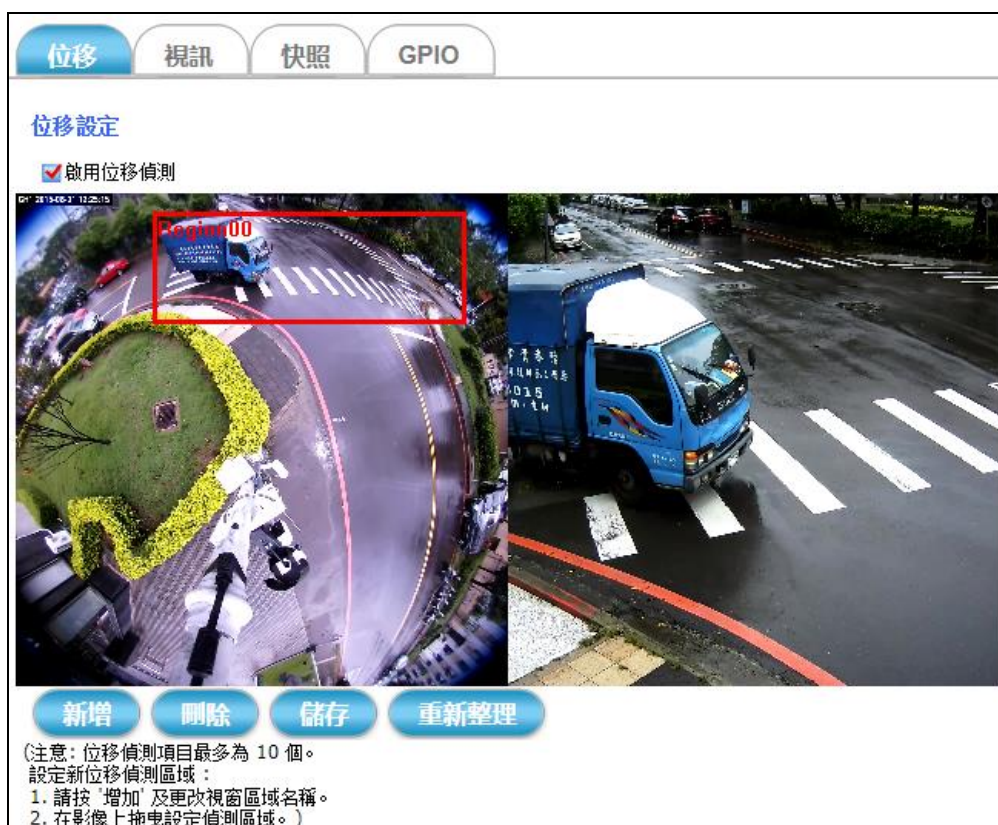 位移 視訊 快照 GPIO
位移設定
啟用位移偵測
Region00
新增 刪除 儲存 重新整理
(注意: 位移偵測項目最多為 10 個。
設定新位移偵測區域：
1. 請按 '增加' 及更改視窗區域名稱。
2. 在影像上拖曳設定偵測區域。)